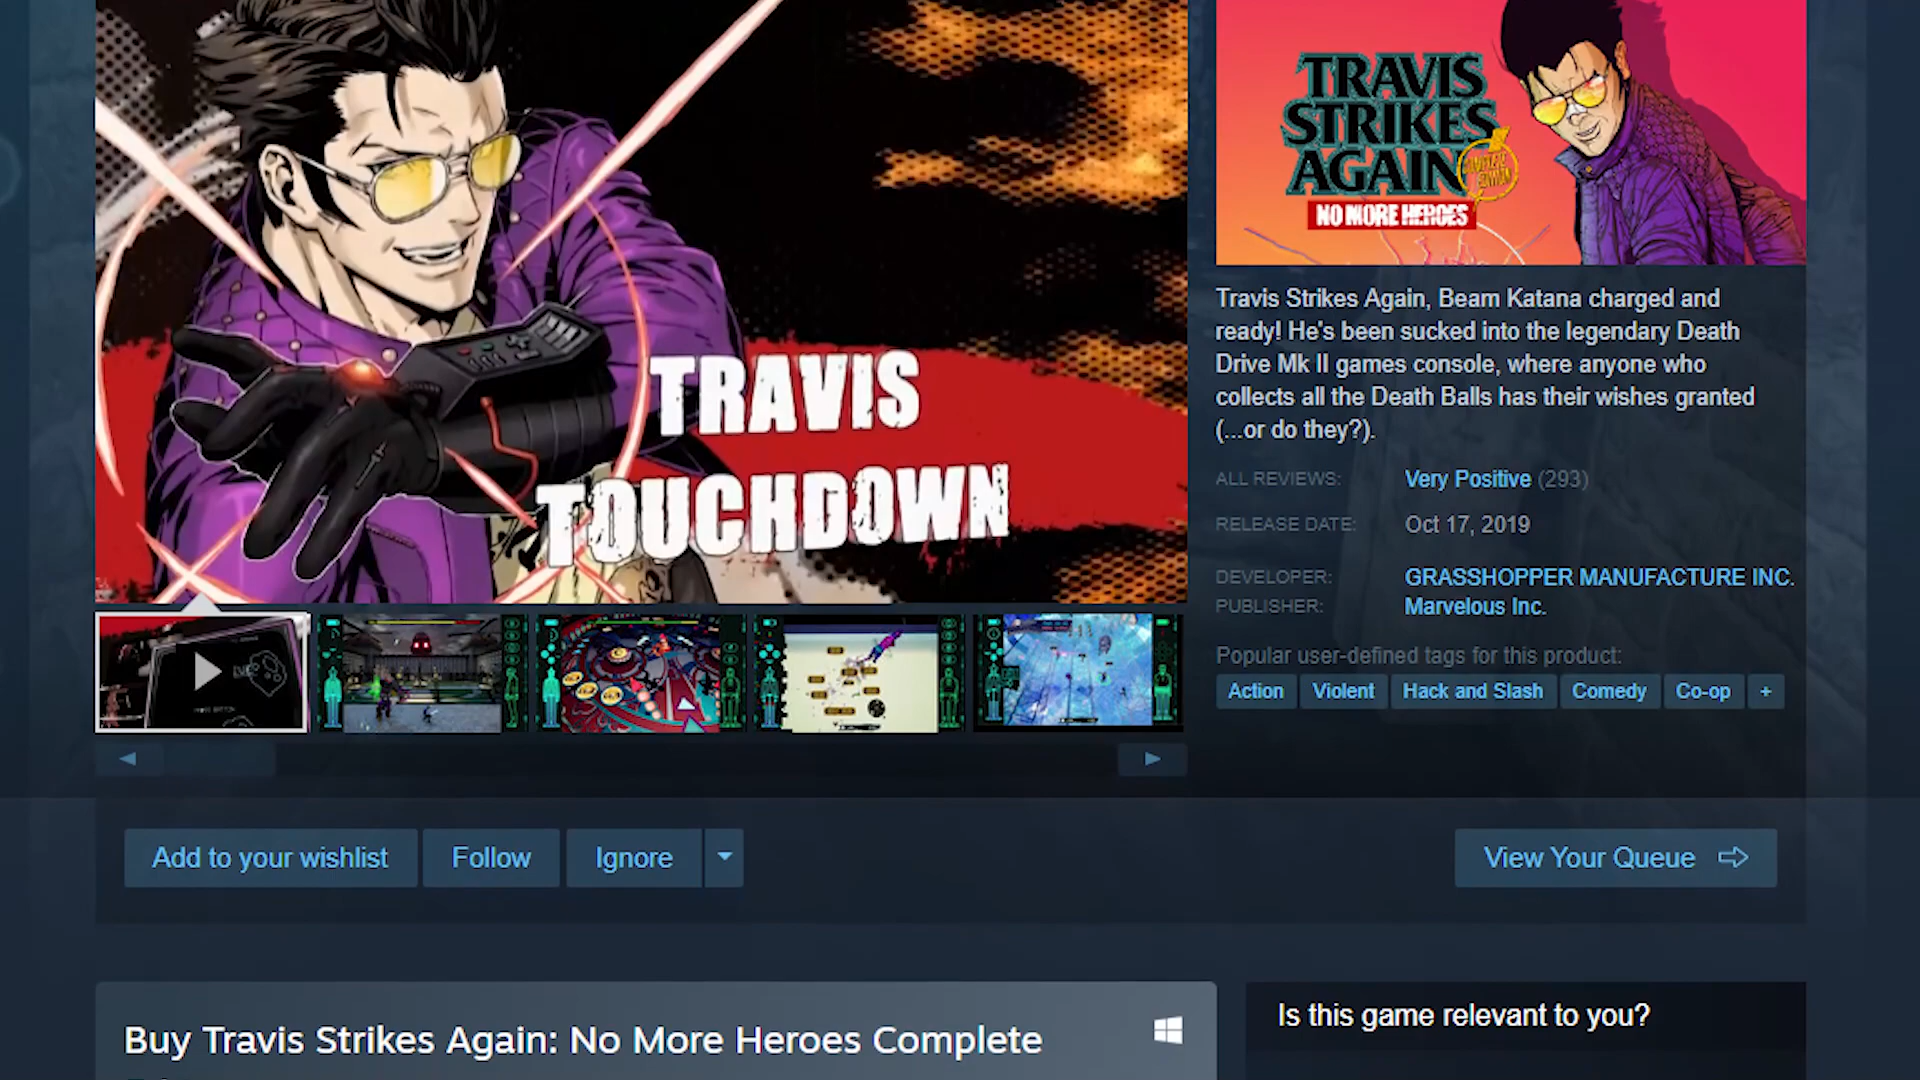 TRAVIS
TOUCHDOWN
TRAVIS
STRIKES
AGAIN
COMPLETE
EDITION
NO MORE HEROES
Travis Strikes Again, Beam Katana charged and
ready! He's been sucked into the legendary Death
Drive Mk II games console, where anyone who
collects all the Death Balls has their wishes granted
(...or do they?).
ALL REVIEWS: Very Positive (293)
RELEASE DATE: Oct 17, 2019
DEVELOPER: GRASSHOPPER MANUFACTURE INC.
PUBLISHER: Marvelous Inc.
Popular user-defined tags for this product:
Action Violent Hack and Slash Comedy Co-op +
Add to your wishlist Follow Ignore View Your Queue
Buy Travis Strikes Again: No More Heroes Complete
Is this game relevant to you?